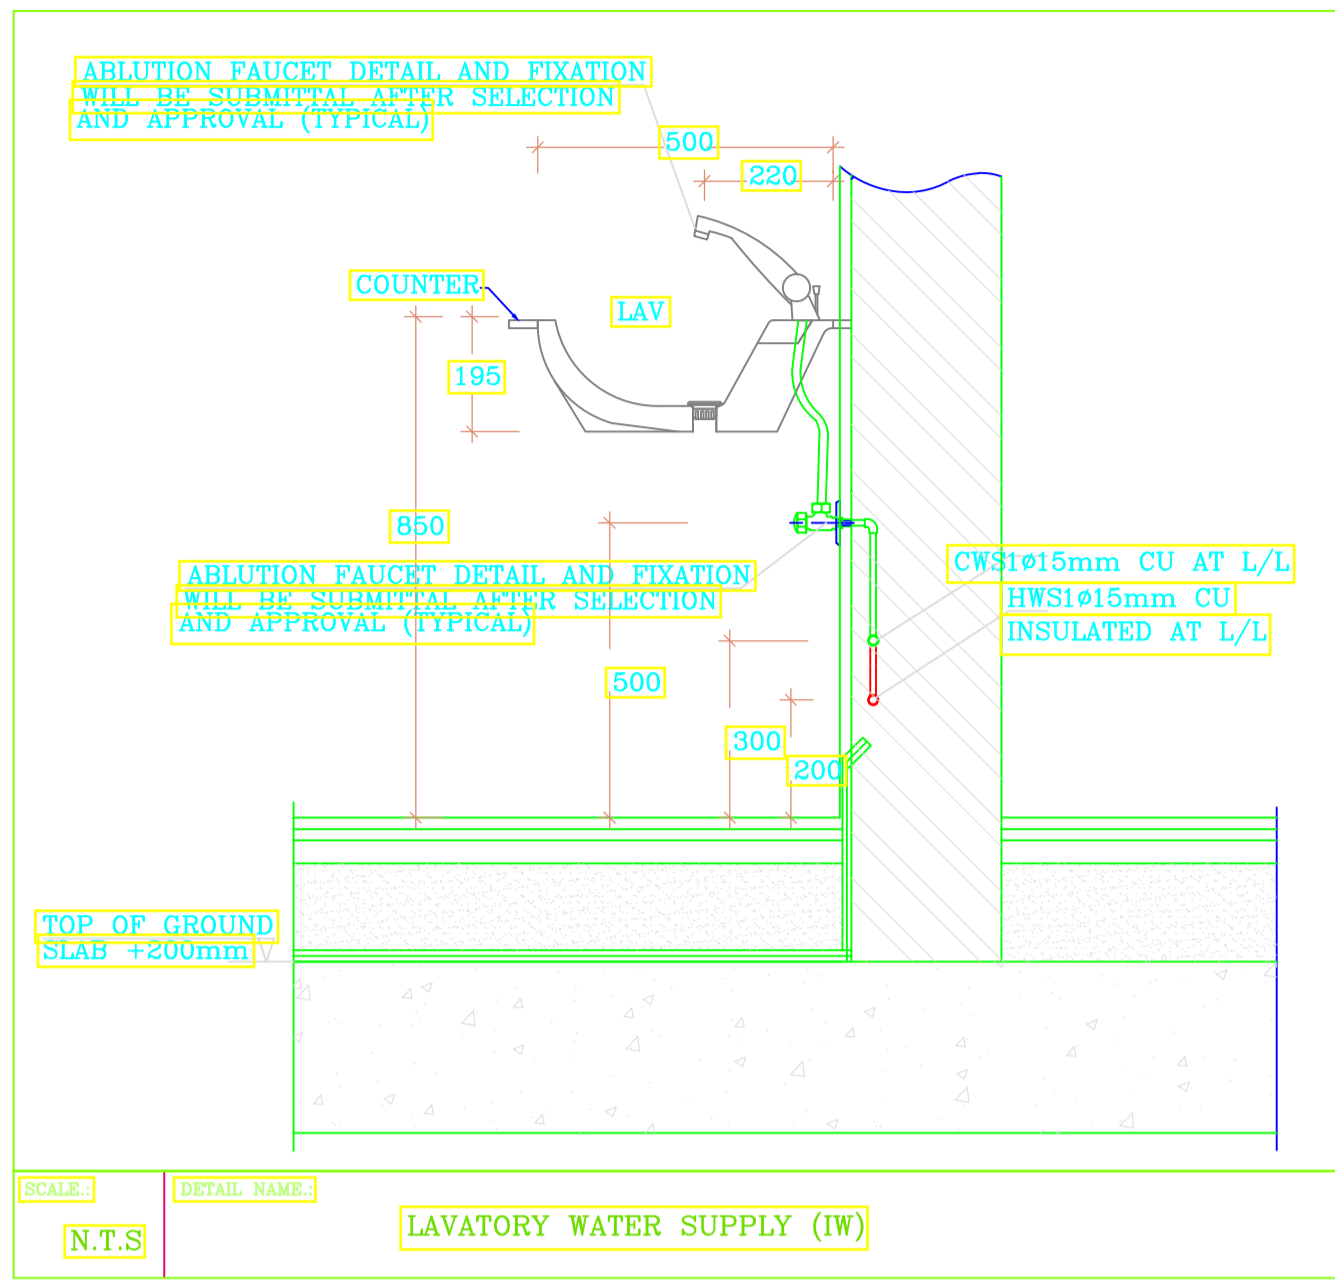 ABLUTION FAUCET DETAIL AND FIXATION
WILL BE SUBMITTAL AFTER SELECTION
AND APPROVAL (TYPICAL)
500
220
COUNTER
LAV
195
850
ABLUTION FAUCET DETAIL AND FIXATION
WILL BE SUBMITTAL AFTER SELECTION
AND APPROVAL (TYPICAL)
CWS1ø15mm CU AT L/L
HWS1ø15mm CU
INSULATED AT L/L
500
300
200
TOP OF GROUND
SLAB +200mm
SCALE.:
DETAIL NAME.:
N.T.S
LAVATORY WATER SUPPLY (IW)